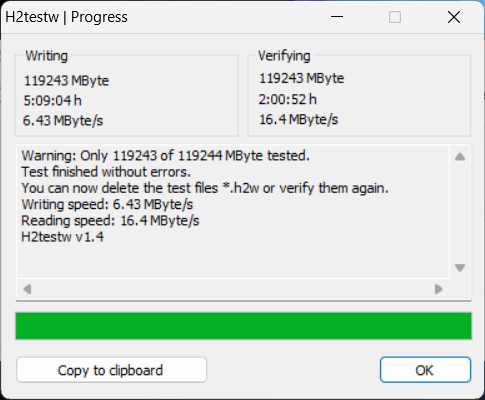 H2testw | Progress
Writing
119243 MByte
5:09:04 h
6.43 MByte/s
Verifying
119243 MByte
2:00:52 h
16.4 MByte/s
Warning: Only 119243 of 119244 MByte tested.
Test finished without errors.
You can now delete the test files *.h2w or verify them again.
Writing speed: 6.43 MByte/s
Reading speed: 16.4 MByte/s
H2testw v1.4
Copy to clipboard
OK